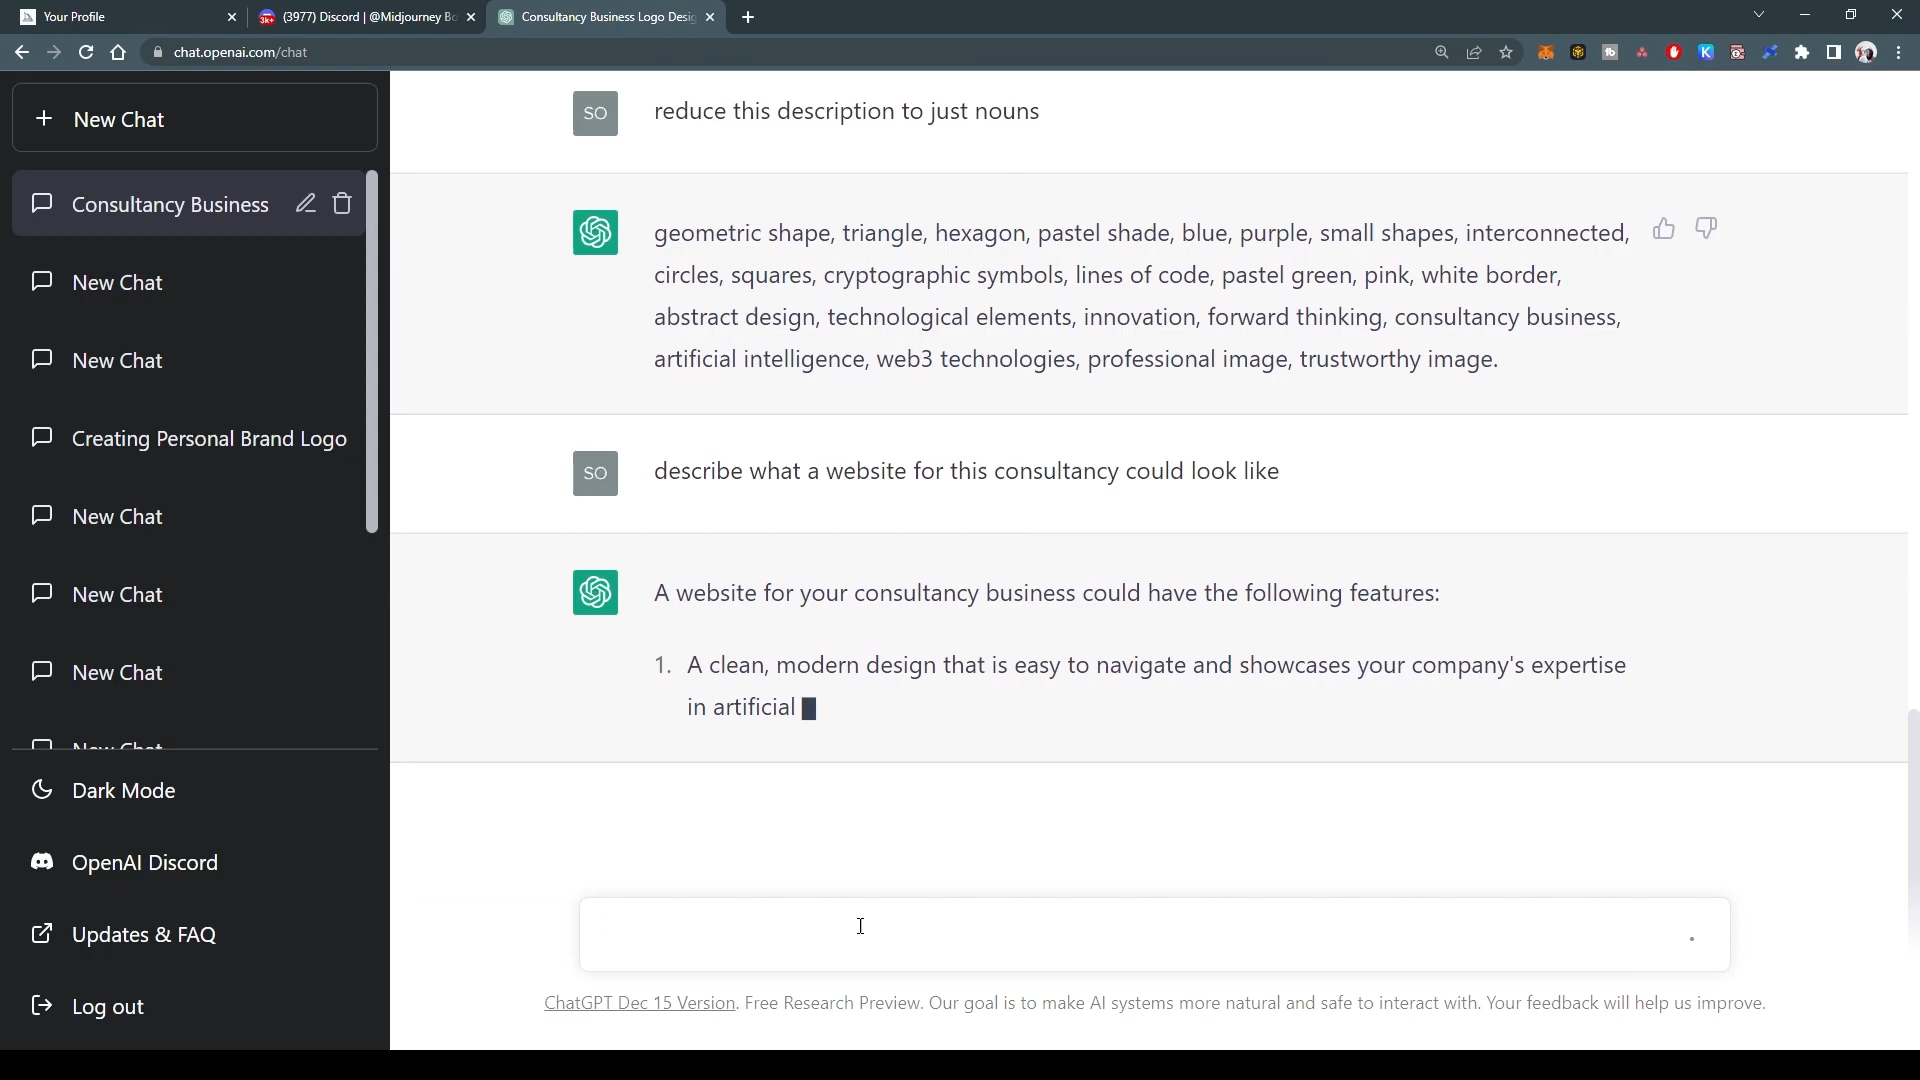 Your Profile
(3977) Discord | @Midjourney Bo
Consultancy Business Logo Desig
chat.openai.com/chat
New Chat
Consultancy Business
New Chat
New Chat
Creating Personal Brand Logo
New Chat
New Chat
New Chat
New Chat
Dark Mode
OpenAI Discord
Updates & FAQ
Log out
SO
reduce this description to just nouns
geometric shape, triangle, hexagon, pastel shade, blue, purple, small shapes, interconnected,
circles, squares, cryptographic symbols, lines of code, pastel green, pink, white border,
abstract design, technological elements, innovation, forward thinking, consultancy business,
artificial intelligence, web3 technologies, professional image, trustworthy image.
SO
describe what a website for this consultancy could look like
A website for your consultancy business could have the following features:
1. A clean, modern design that is easy to navigate and showcases your company's expertise
in artificial
ChatGPT Dec 15 Version. Free Research Preview. Our goal is to make AI systems more natural and safe to interact with. Your feedback will help us improve.